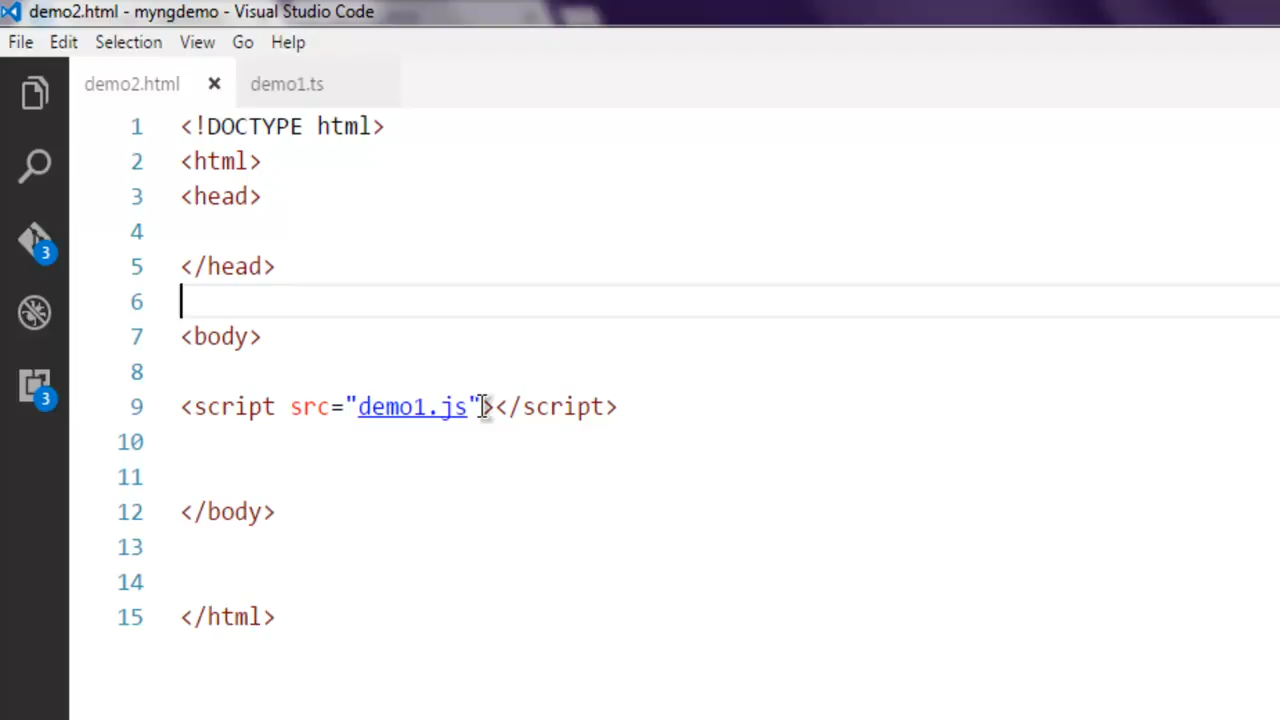 demo2.html - myngdemo - Visual Studio Code
File Edit Selection View Go Help
demo2.html demo1.ts
1 <!DOCTYPE html>
2 <html>
3 <head>
4
5 </head>
6
7 <body>
8
9 <script src="demo1.js"></script>
10
11
12 </body>
13
14
15 </html>
3
3